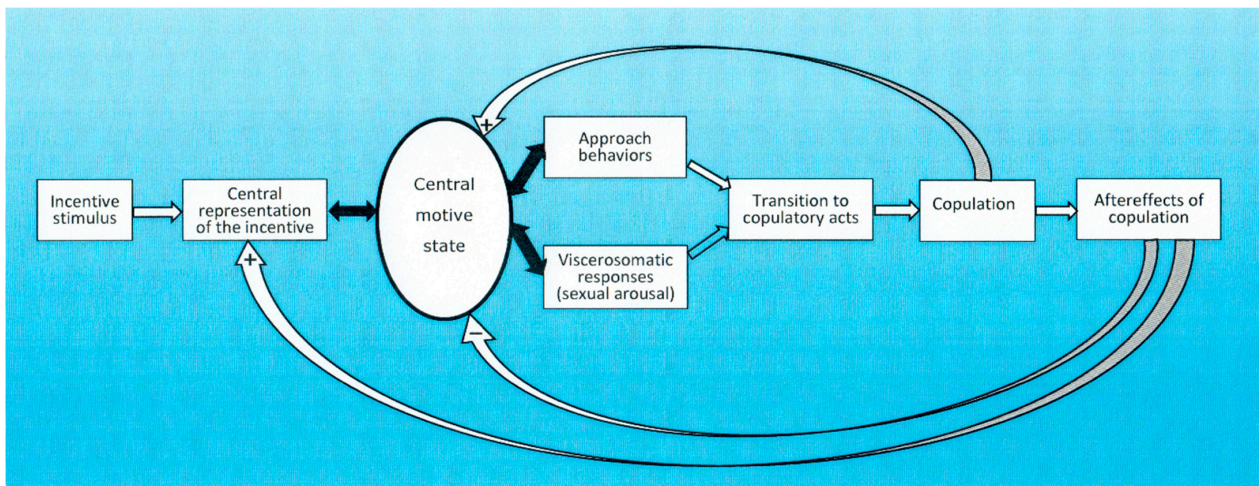 Incentive
stimulus
Central
representation
of the incentive
+
Central
motive
state
+
−
Approach
behaviors
Viscerosomatic
responses
(sexual arousal)
Transition to
copulatory acts
Copulation
Aftereffects of
copulation